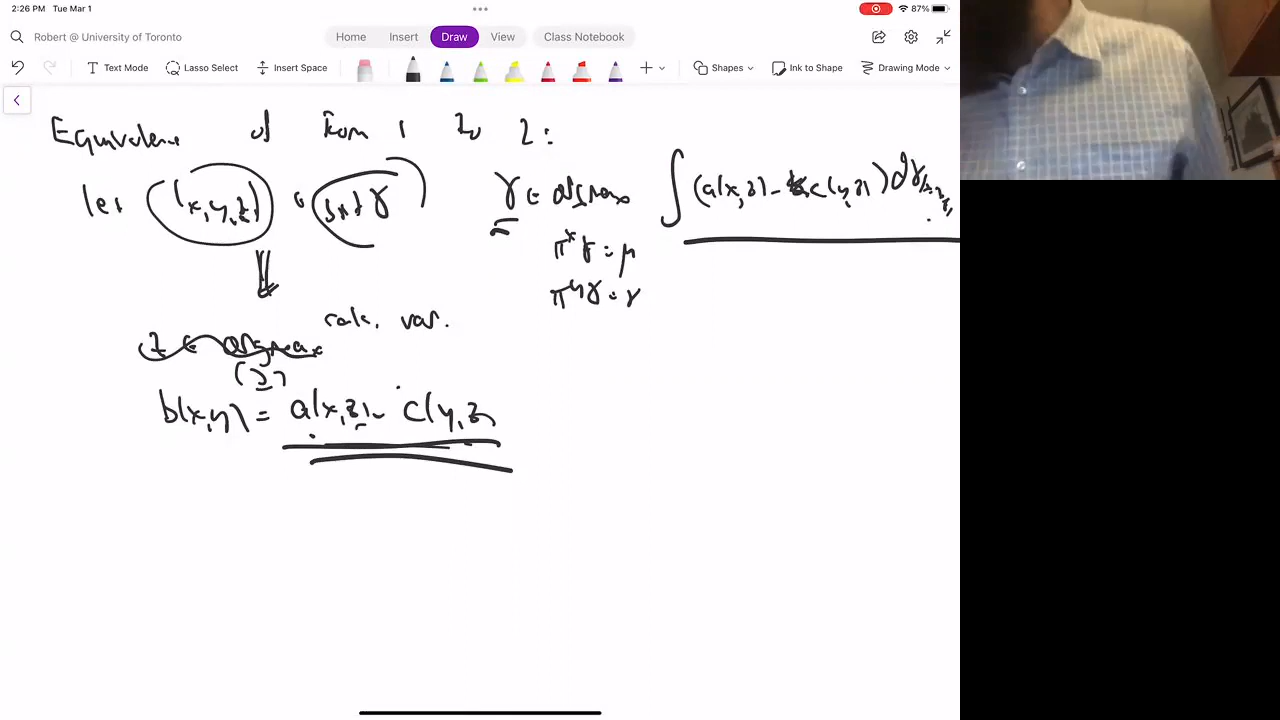 2:26 PM Tue Mar 1
87%
Robert @ University of Toronto
Home Insert Draw View Class Notebook
Text Mode Lasso Select Insert Space Shapes Ink to Shape Drawing Mode
of 1 to 2:
let (x,y,z) ∈ spt γ
γ ∈ argmax ∫ (a(x,z) - c(y,z)) dγ
π^x γ = μ
π^y γ = ν
calc. var.
z ∈ argmax
b(x,y) = a(x,z) - c(y,z)